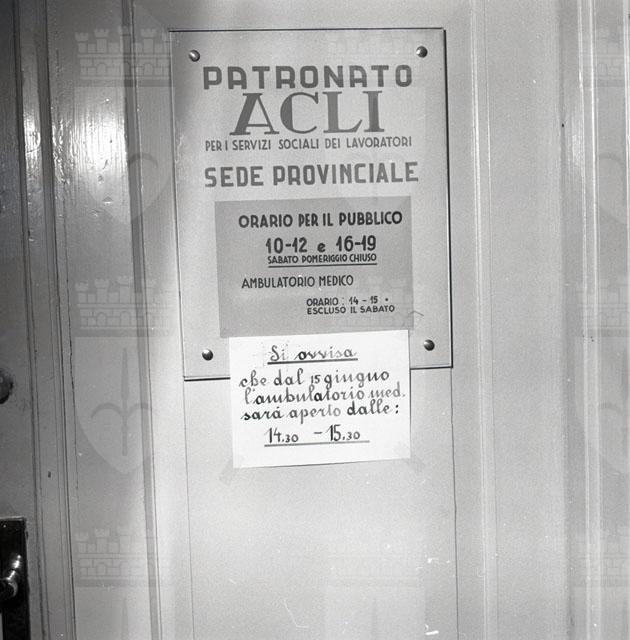 PATRONATO
ACLI
PER I SERVIZI SOCIALI DEI LAVORATORI
SEDE PROVINCIALE
ORARIO PER IL PUBBLICO
10-12 e 16-19
SABATO POMERIGGIO CHIUSO
AMBULATORIO MEDICO
ORARIO : 14 - 15 •
ESCLUSO IL SABATO
Si avvisa
che dal 15 giugno
l'ambulatorio med.
sarà aperto dalle :
14.30 - 15.30